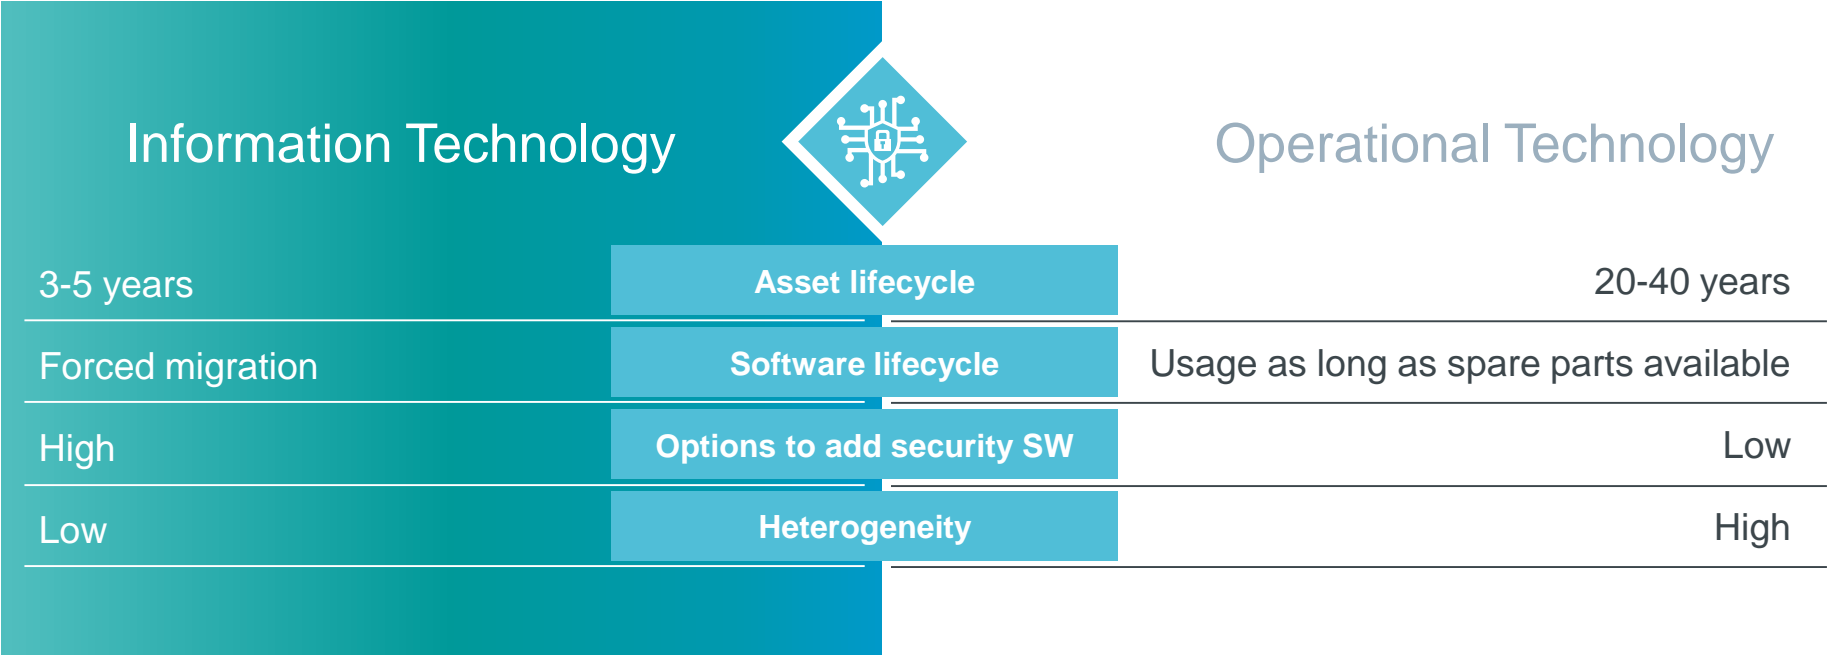 Information Technology
Operational Technology
3-5 years
Asset lifecycle
20-40 years
Forced migration
Software lifecycle
Usage as long as spare parts available
High
Options to add security SW
Low
Low
Heterogeneity
High